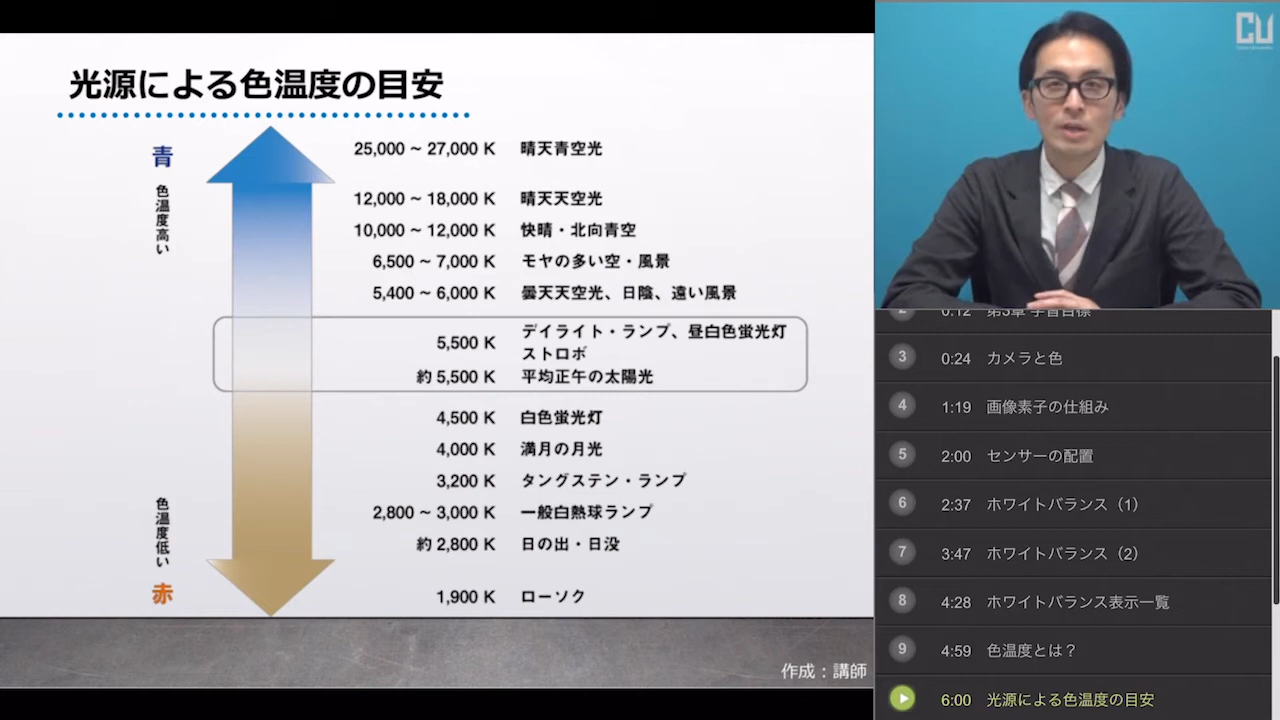 光源による色温度の目安
青
色温度高い
25,000 ~ 27,000 K 晴天青空光
12,000 ~ 18,000 K 晴天天空光
10,000 ~ 12,000 K 快晴・北向青空
6,500 ~ 7,000 K モヤの多い空・風景
5,400 ~ 6,000 K 曇天天空光、日陰、遠い風景
5,500 K デイライト・ランプ、昼白色蛍光灯
ストロボ
約 5,500 K 平均正午の太陽光
4,500 K 白色蛍光灯
4,000 K 満月の月光
3,200 K タングステン・ランプ
2,800 ~ 3,000 K 一般白熱球ランプ
約 2,800 K 日の出・日没
1,900 K ローソク
色温度低い
赤
作成：講師
CU
2 0:12 第3章 学習目標
3 0:24 カメラと色
4 1:19 画像素子の仕組み
5 2:00 センサーの配置
6 2:37 ホワイトバランス（1）
7 3:47 ホワイトバランス（2）
8 4:28 ホワイトバランス表示一覧
9 4:59 色温度とは？
6:00 光源による色温度の目安